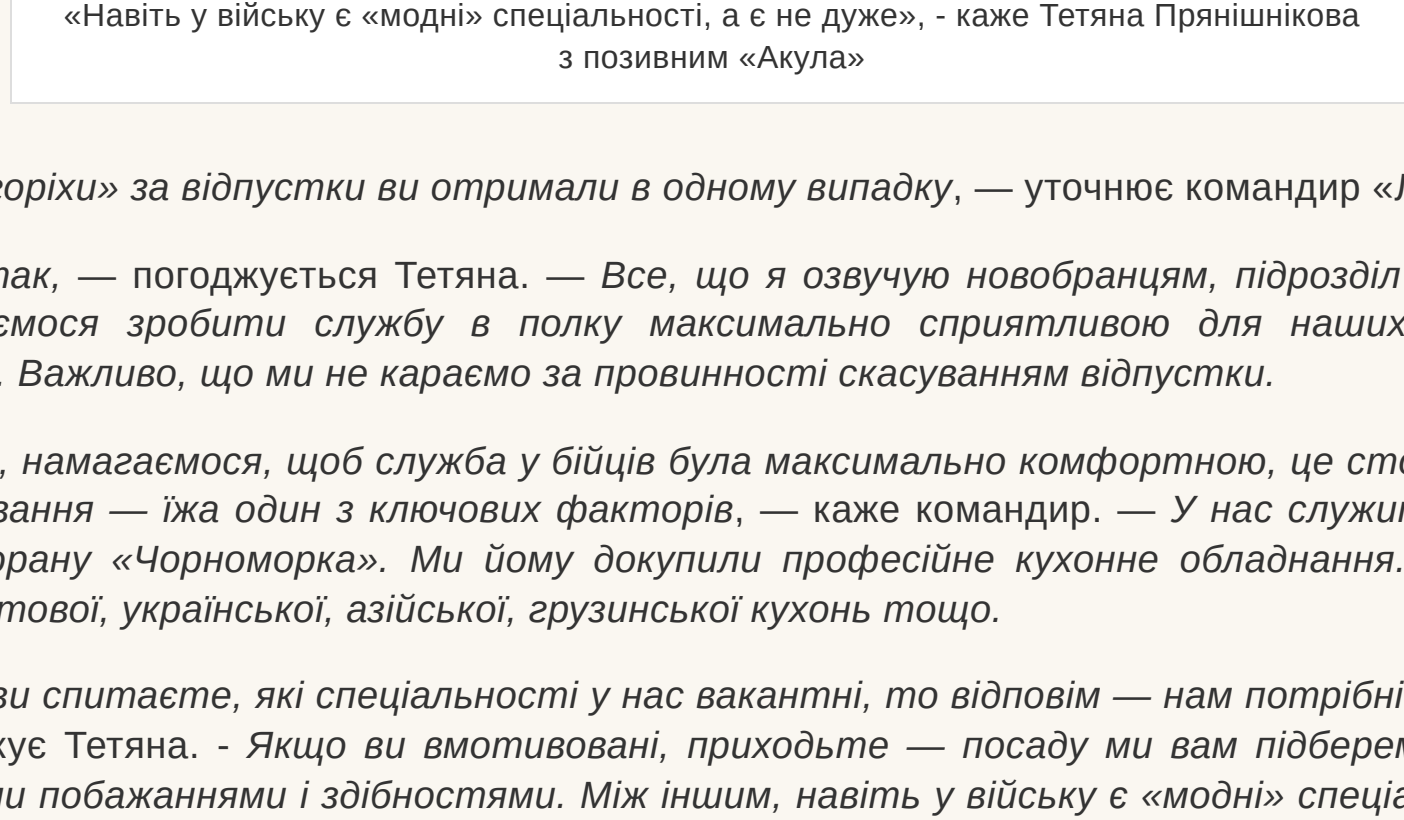 «Навіть у війську є «модні» спеціальності, а є не дуже», - каже Тетяна Прянішнікова
з позивним «Акула»
горіхи» за відпустки ви отримали в одному випадку, — уточнює командир «Л
так, — погоджується Тетяна. — Все, що я озвучую новобранцям, підрозділ
ємося зробити службу в полку максимально сприятливою для наших
. Важливо, що ми не караємо за провинності скасуванням відпустки.
, намагаємося, щоб служба у бійців була максимально комфортною, це сто
вання — їжа один з ключових факторів, — каже командир. — У нас служит
орану «Чорноморка». Ми йому докупили професійне кухонне обладнання.
тової, української, азійської, грузинської кухонь тощо.
ви спитаєте, які спеціальності у нас вакантні, то відповім — нам потрібні
кує Тетяна. - Якщо ви вмотивовані, приходьте — посаду ми вам підберем
ми побажаннями і здібностями. Між іншим, навіть у війську є «модні» спеціа